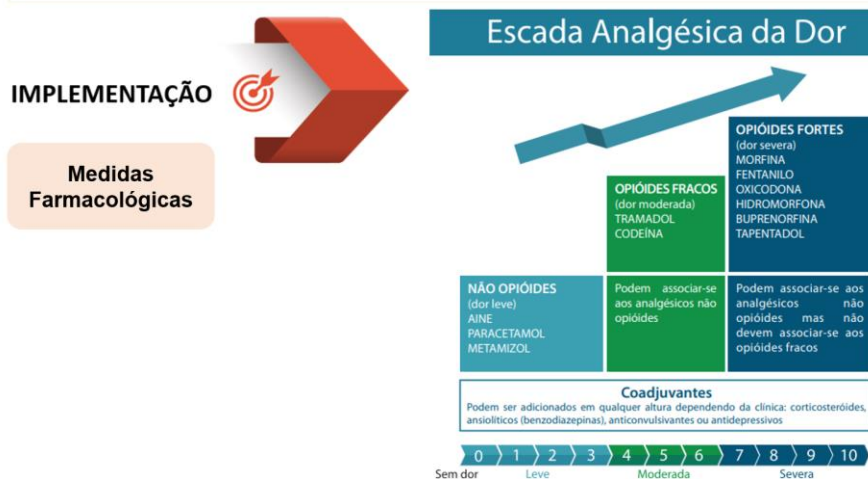 IMPLEMENTAÇÃO
Medidas
Farmacológicas
Escada Analgésica da Dor
OPIÓIDES FORTES
(dor severa)
MORFINA
FENTANILO
OXICODONA
HIDROMORFONA
BUPRENORFINA
TAPENTADOL
OPIÓIDES FRACOS
(dor moderada)
TRAMADOL
CODEÍNA
NÃO OPIÓIDES
(dor leve)
AINE
PARACETAMOL
METAMIZOL
Podem associar-se
aos analgésicos não
opióides
Podem associar-se aos
analgésicos não
opióides mas não
devem associar-se aos
opióides fracos
Coadjuvantes
Podem ser adicionados em qualquer altura dependendo da clínica: corticosteróides,
ansiolíticos (benzodiazepinas), anticonvulsivantes ou antidepressivos
0 1 2 3 4 5 6 7 8 9 10
Sem dor Leve Moderada Severa